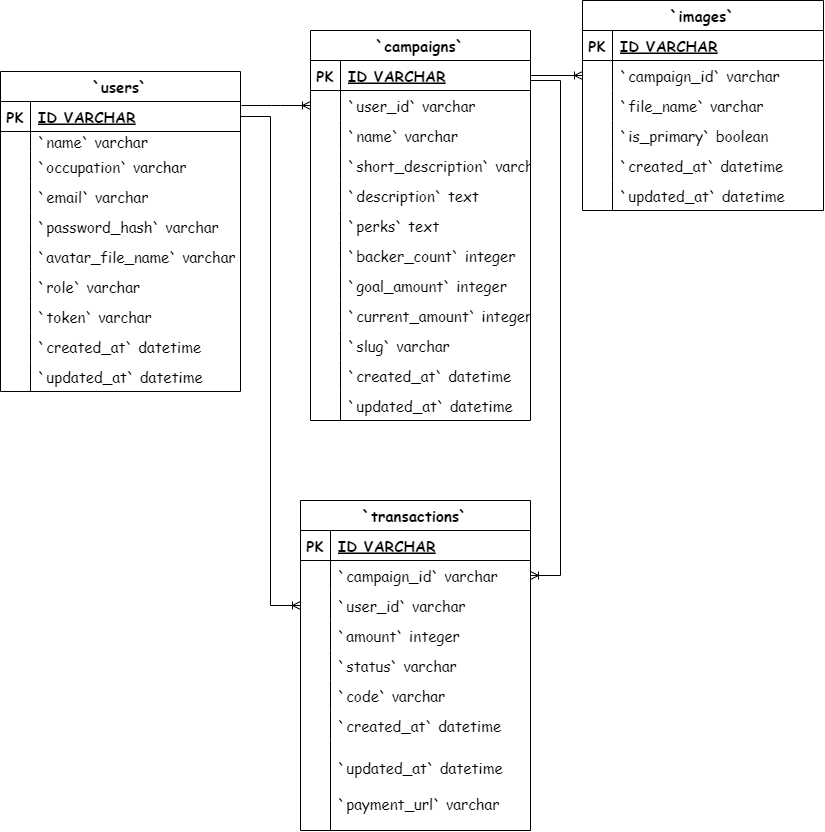 `users`
PK ID VARCHAR
`name` varchar
`occupation` varchar
`email` varchar
`password_hash` varchar
`avatar_file_name` varchar
`role` varchar
`token` varchar
`created_at` datetime
`updated_at` datetime
`campaigns`
PK ID VARCHAR
`user_id` varchar
`name` varchar
`short_description` varch
`description` text
`perks` text
`backer_count` integer
`goal_amount` integer
`current_amount` integer
`slug` varchar
`created_at` datetime
`updated_at` datetime
`images`
PK ID VARCHAR
`campaign_id` varchar
`file_name` varchar
`is_primary` boolean
`created_at` datetime
`updated_at` datetime
`transactions`
PK ID VARCHAR
`campaign_id` varchar
`user_id` varchar
`amount` integer
`status` varchar
`code` varchar
`created_at` datetime
`updated_at` datetime
`payment_url` varchar